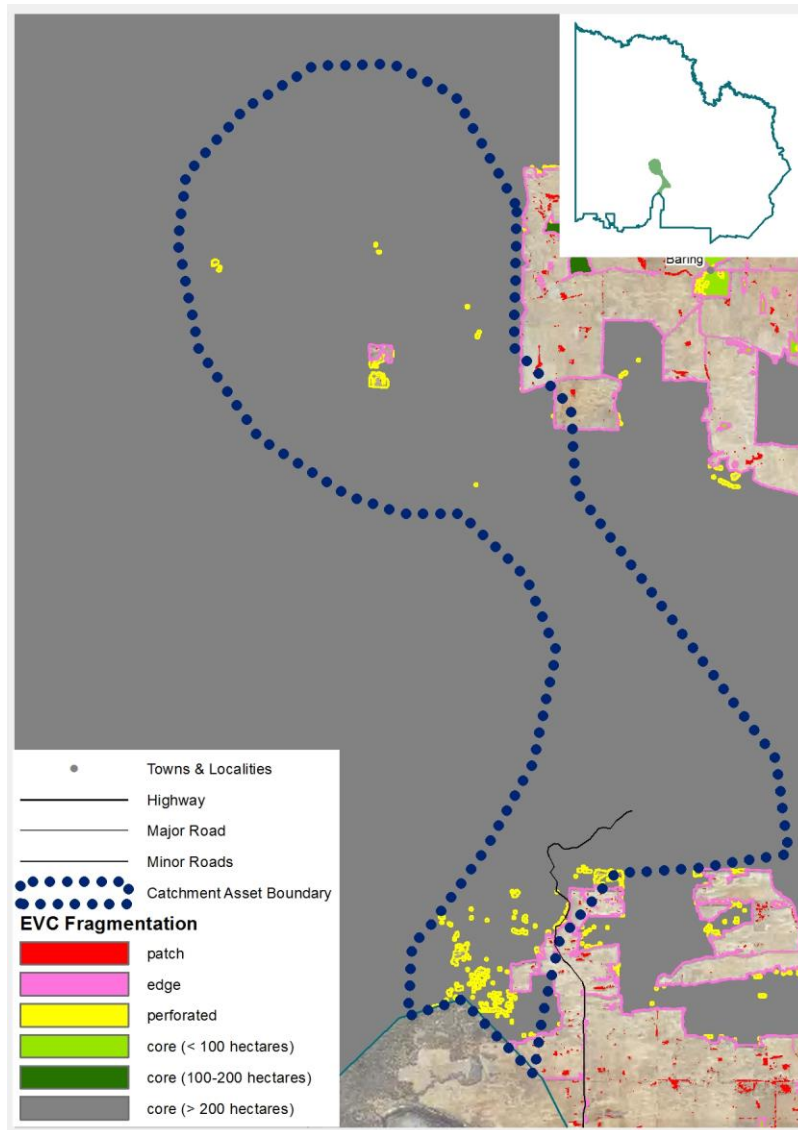 Baring
Towns & Localities
Highway
Major Road
Minor Roads
Catchment Asset Boundary
EVC Fragmentation
patch
edge
perforated
core (< 100 hectares)
core (100-200 hectares)
core (> 200 hectares)